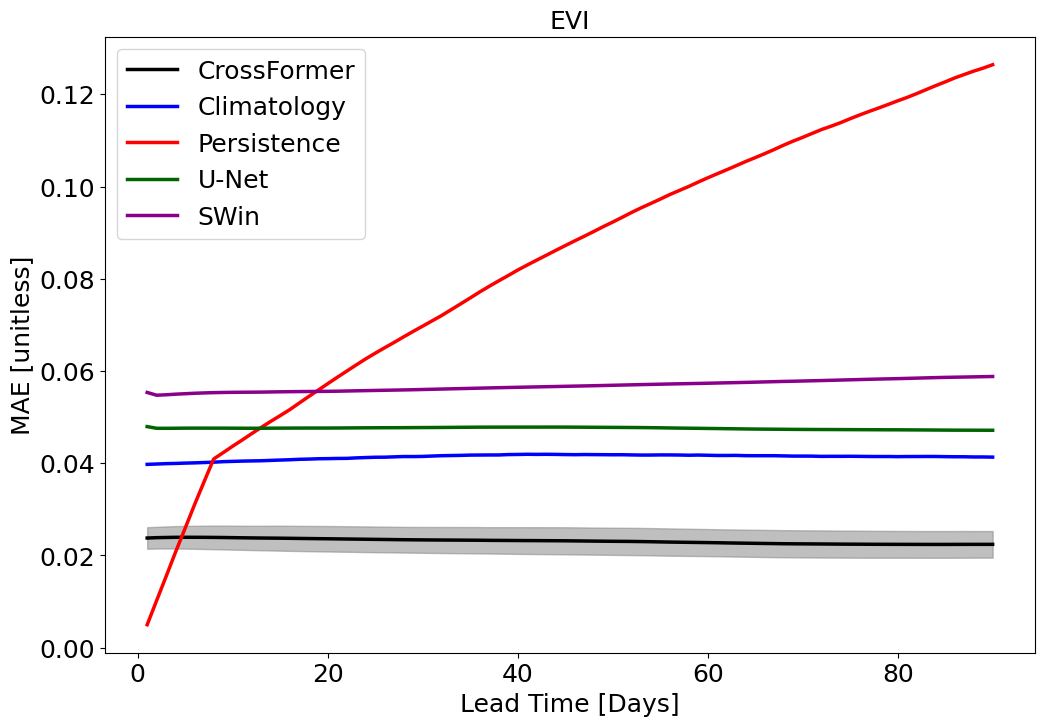 EVI
CrossFormer
Climatology
Persistence
U-Net
SWin
MAE [unitless]
0.12
0.10
0.08
0.06
0.04
0.02
0.00
0 20 40 60 80
Lead Time [Days]